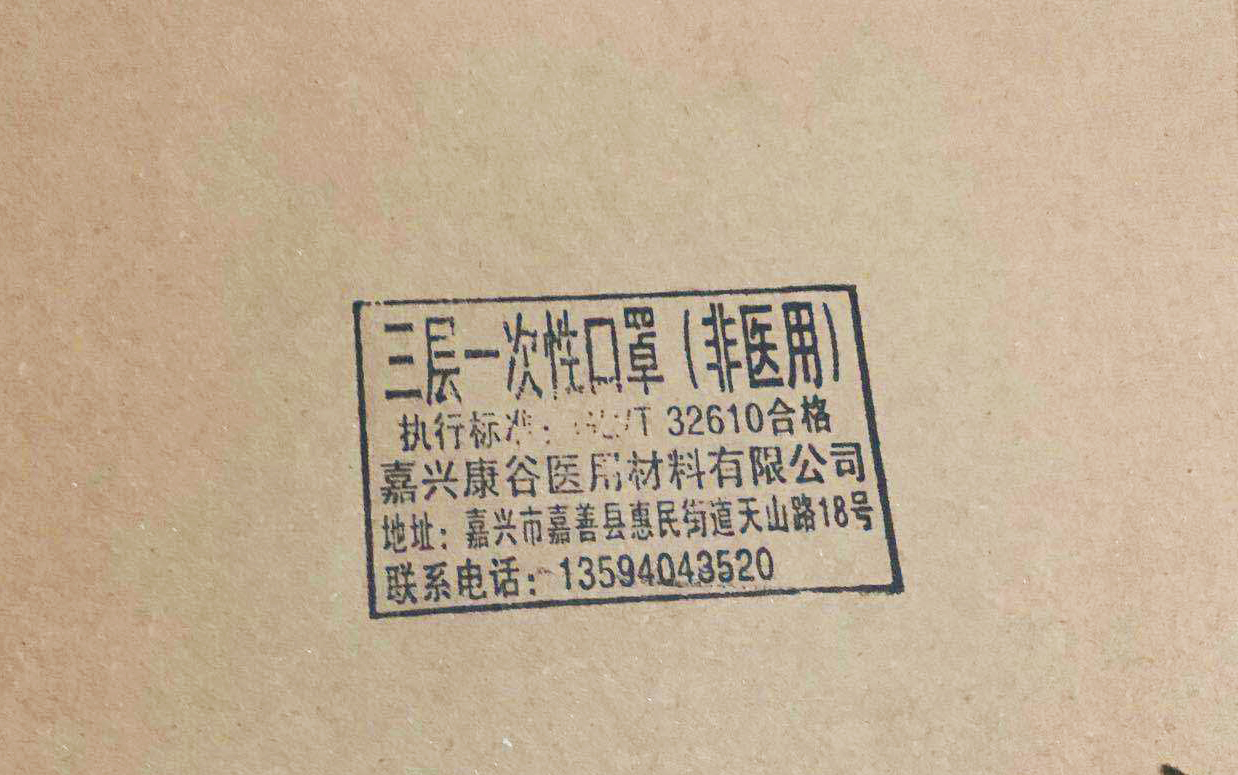 三层一次性口罩（非医用）
执行标准：/T 32610合格
嘉兴康谷医用材料有限公司
地址：嘉兴市嘉善县惠民街道天山路18号
联系电话：13594043520